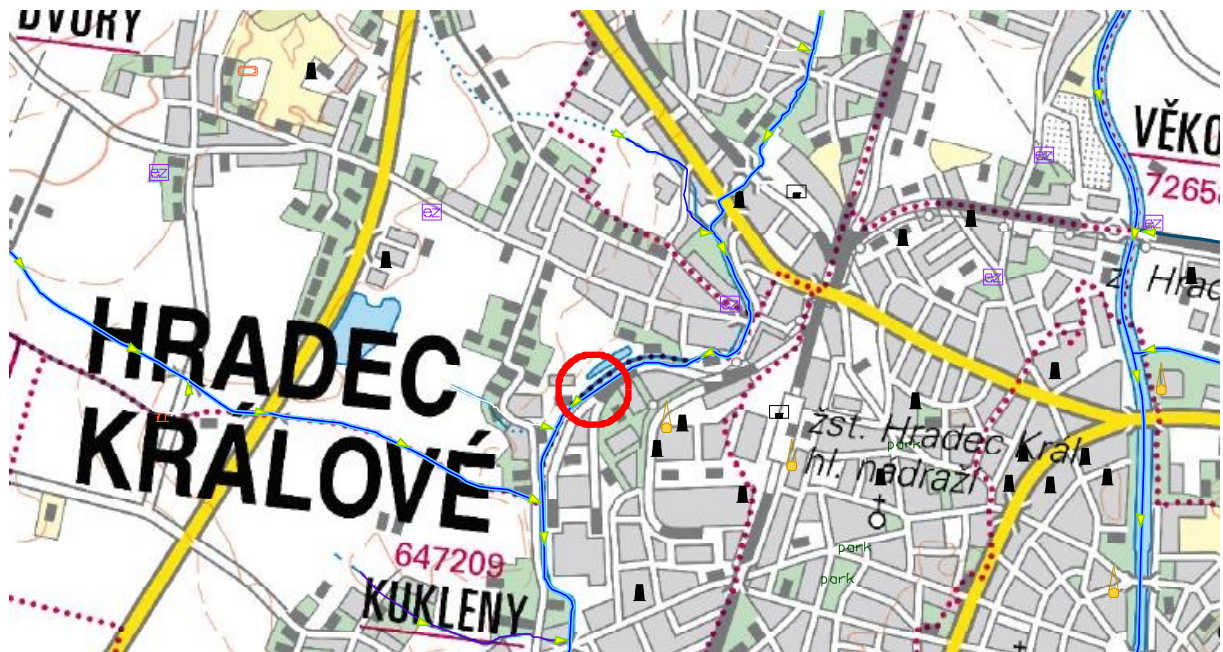 DVORY
VĚKO
7265
ez
ez
ez
ez
ez
ez
z. Hrad
HRADEC
KRÁLOVÉ
647209
KUKLENY
žst. Hradec Král.
hl. nádraží
park
park
park